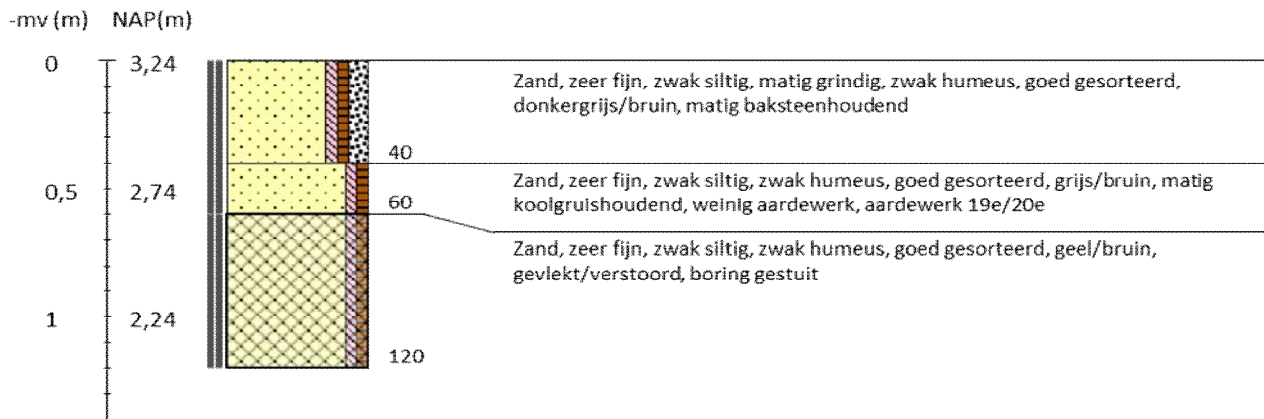 -mv (m) NAP(m)
0 3,24
Zand, zeer fijn, zwak siltig, matig grindig, zwak humeus, goed gesorteerd,
donkergrijs/bruin, matig baksteenhoudend
40
0,5 2,74
Zand, zeer fijn, zwak siltig, zwak humeus, goed gesorteerd, grijs/bruin, matig
koolgruishoudend, weinig aardewerk, aardewerk 19e/20e
60
Zand, zeer fijn, zwak siltig, zwak humeus, goed gesorteerd, geel/bruin,
gevlekt/verstoord, boring gestuit
1 2,24
120